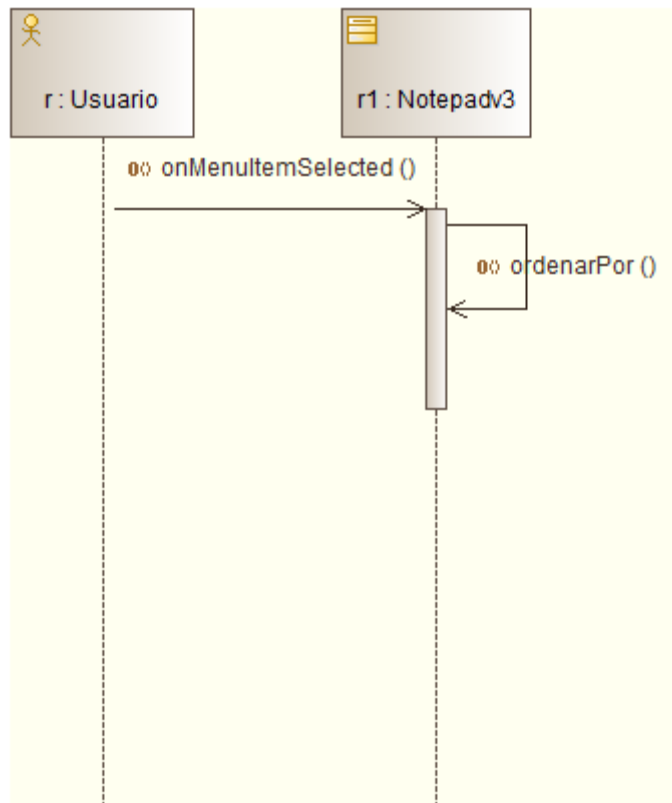 r : Usuario
r1 : Notepadv3
onMenuItemSelected ()
ordenarPor ()